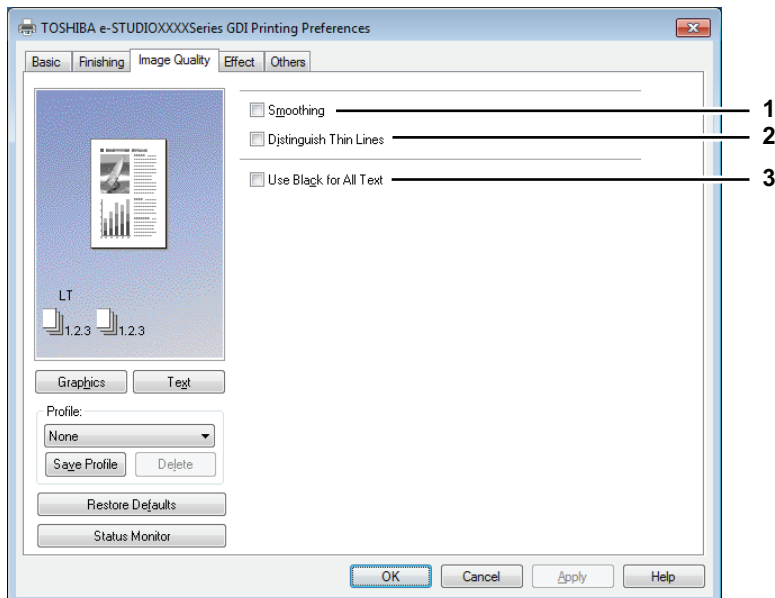 TOSHIBA e-STUDIOXXXXSeries GDI Printing Preferences
Basic Finishing Image Quality Effect Others
Smoothing 1
Distinguish Thin Lines 2
Use Black for All Text 3
LT
1.2.3 1.2.3
Graphics Text
Profile:
None
Save Profile Delete
Restore Defaults
Status Monitor
OK Cancel Apply Help